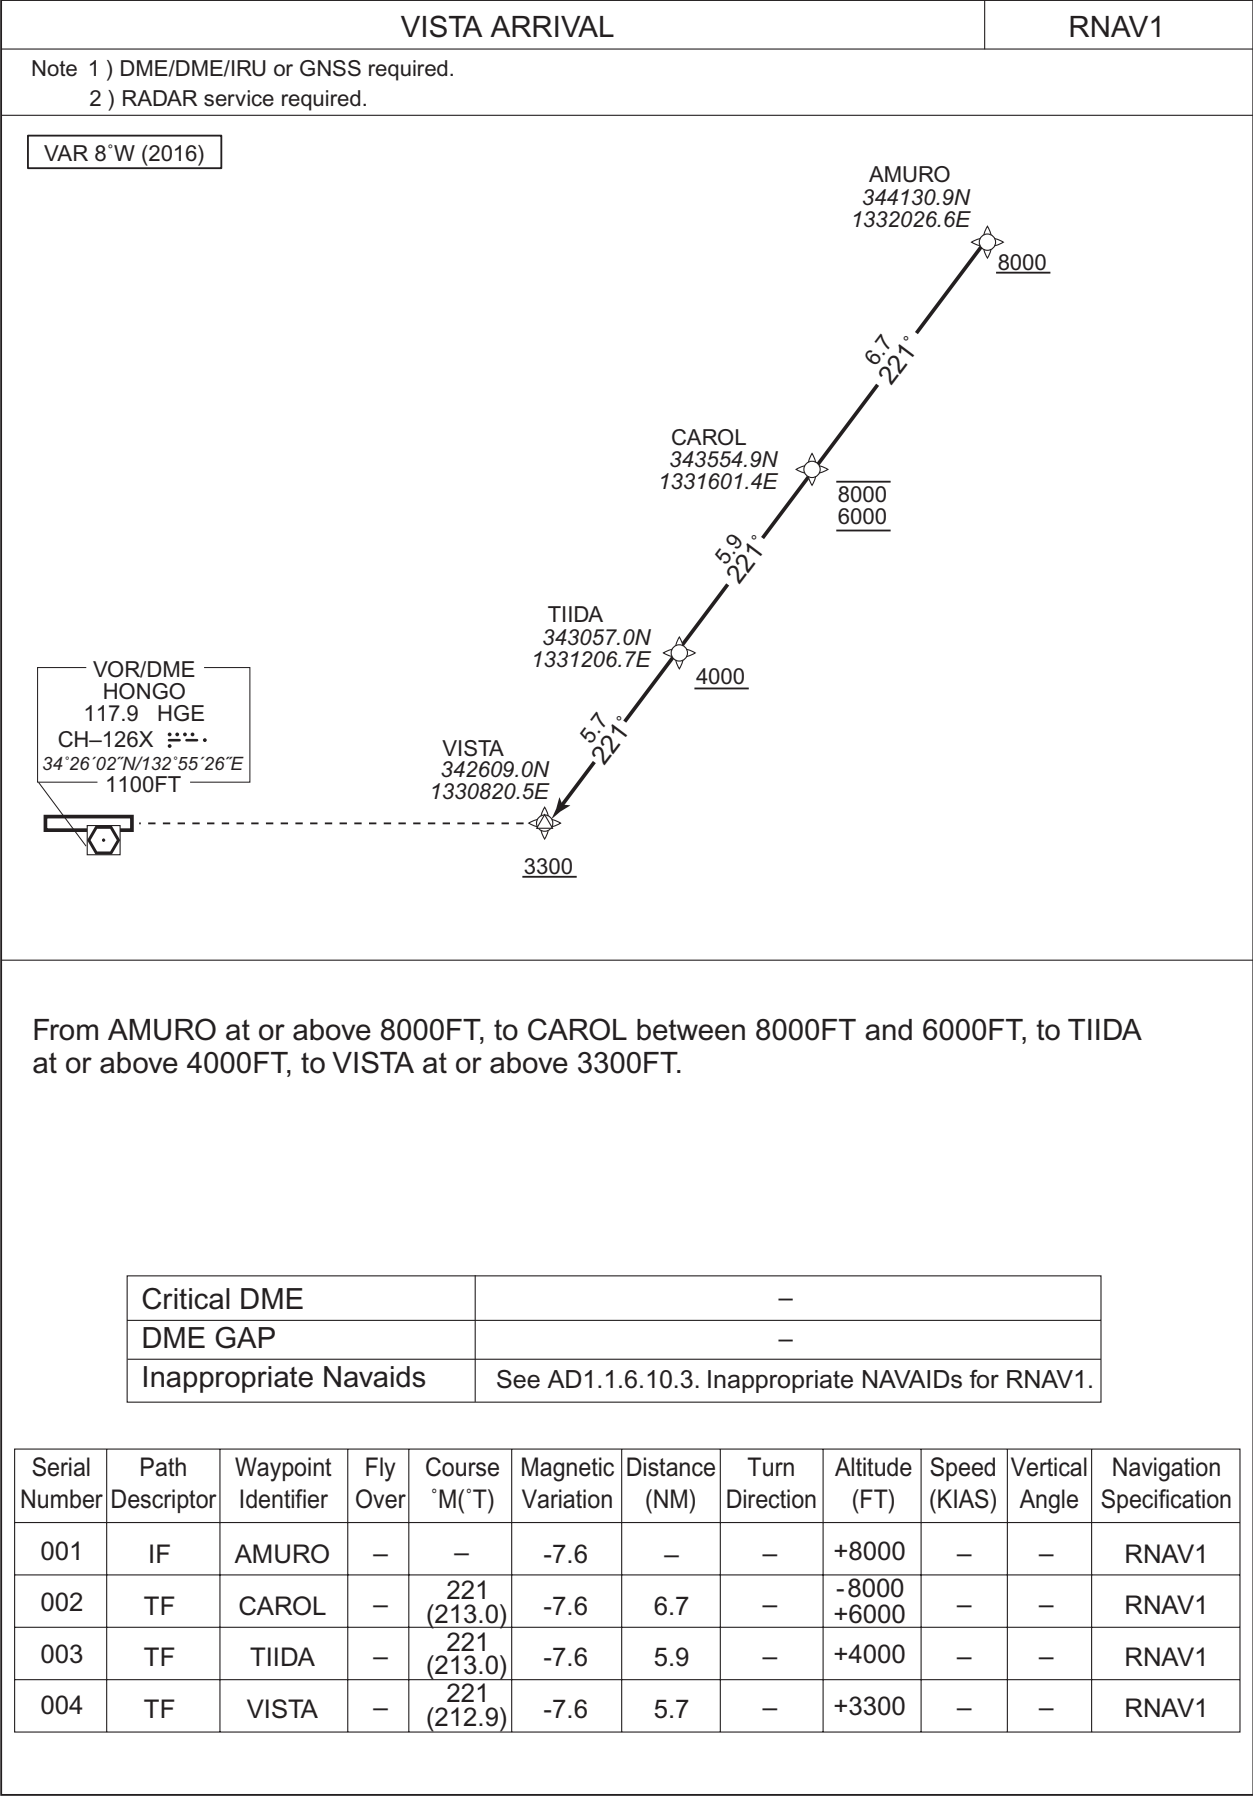 VISTA ARRIVAL
RNAV1
Note 1 ) DME/DME/IRU or GNSS required.
2 ) RADAR service required.
VAR 8˚W (2016)
AMURO
344130.9N
1332026.6E
8000
6.7
221˚
CAROL
343554.9N
1331601.4E
8000
6000
5.9
221˚
TIIDA
343057.0N
1331206.7E
4000
5.7
221˚
VOR/DME
HONGO
117.9 HGE
CH–126X
34˚26´02˝N/132˚55´26˝E
1100FT
VISTA
342609.0N
1330820.5E
3300
From AMURO at or above 8000FT, to CAROL between 8000FT and 6000FT, to TIIDA
at or above 4000FT, to VISTA at or above 3300FT.
Critical DME –
DME GAP –
Inappropriate Navaids See AD1.1.6.10.3. Inappropriate NAVAIDs for RNAV1.
Serial Path Waypoint Fly Course Magnetic Distance Turn Altitude Speed Vertical Navigation
Number Descriptor Identifier Over ˚M(˚T) Variation (NM) Direction (FT) (KIAS) Angle Specification
001 IF AMURO – – -7.6 – – +8000 – – RNAV1
221 -8000
002 TF CAROL – (213.0) -7.6 6.7 – +6000 – – RNAV1
221
003 TF TIIDA – (213.0) -7.6 5.9 – +4000 – – RNAV1
221
004 TF VISTA – (212.9) -7.6 5.7 – +3300 – – RNAV1